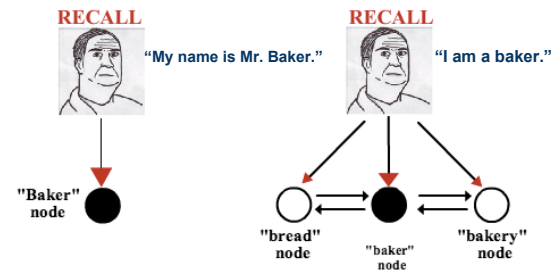 RECALL
“My name is Mr. Baker.”
"Baker"
node
RECALL
“I am a baker.”
"bread"
node
"baker"
node
"bakery"
node